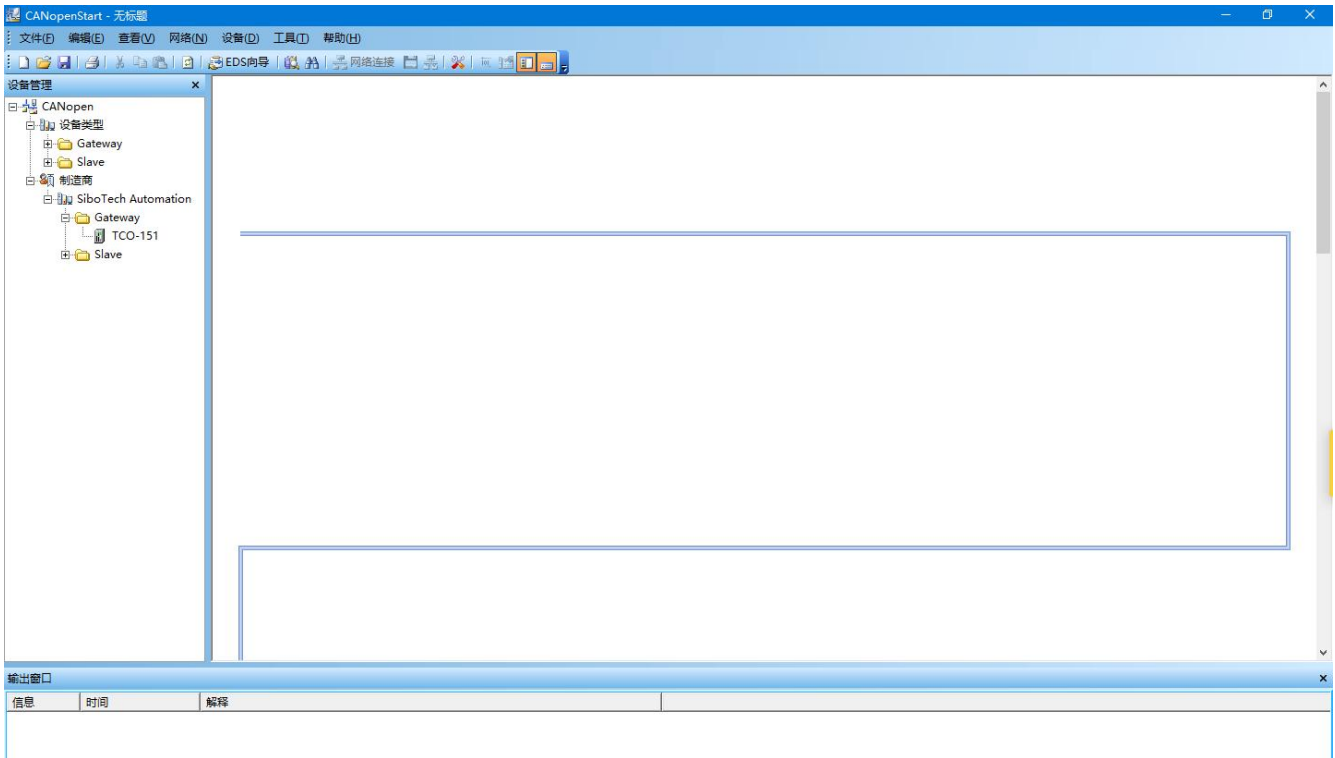 CANopenStart - 无标题
文件(F) 编辑(E) 查看(V) 网络(N) 设备(D) 工具(T) 帮助(H)
EDS向导 网络连接
设备管理
CANopen
设备类型
Gateway
Slave
制造商
SiboTech Automation
Gateway
TCO-151
Slave
输出窗口
信息 时间 解释